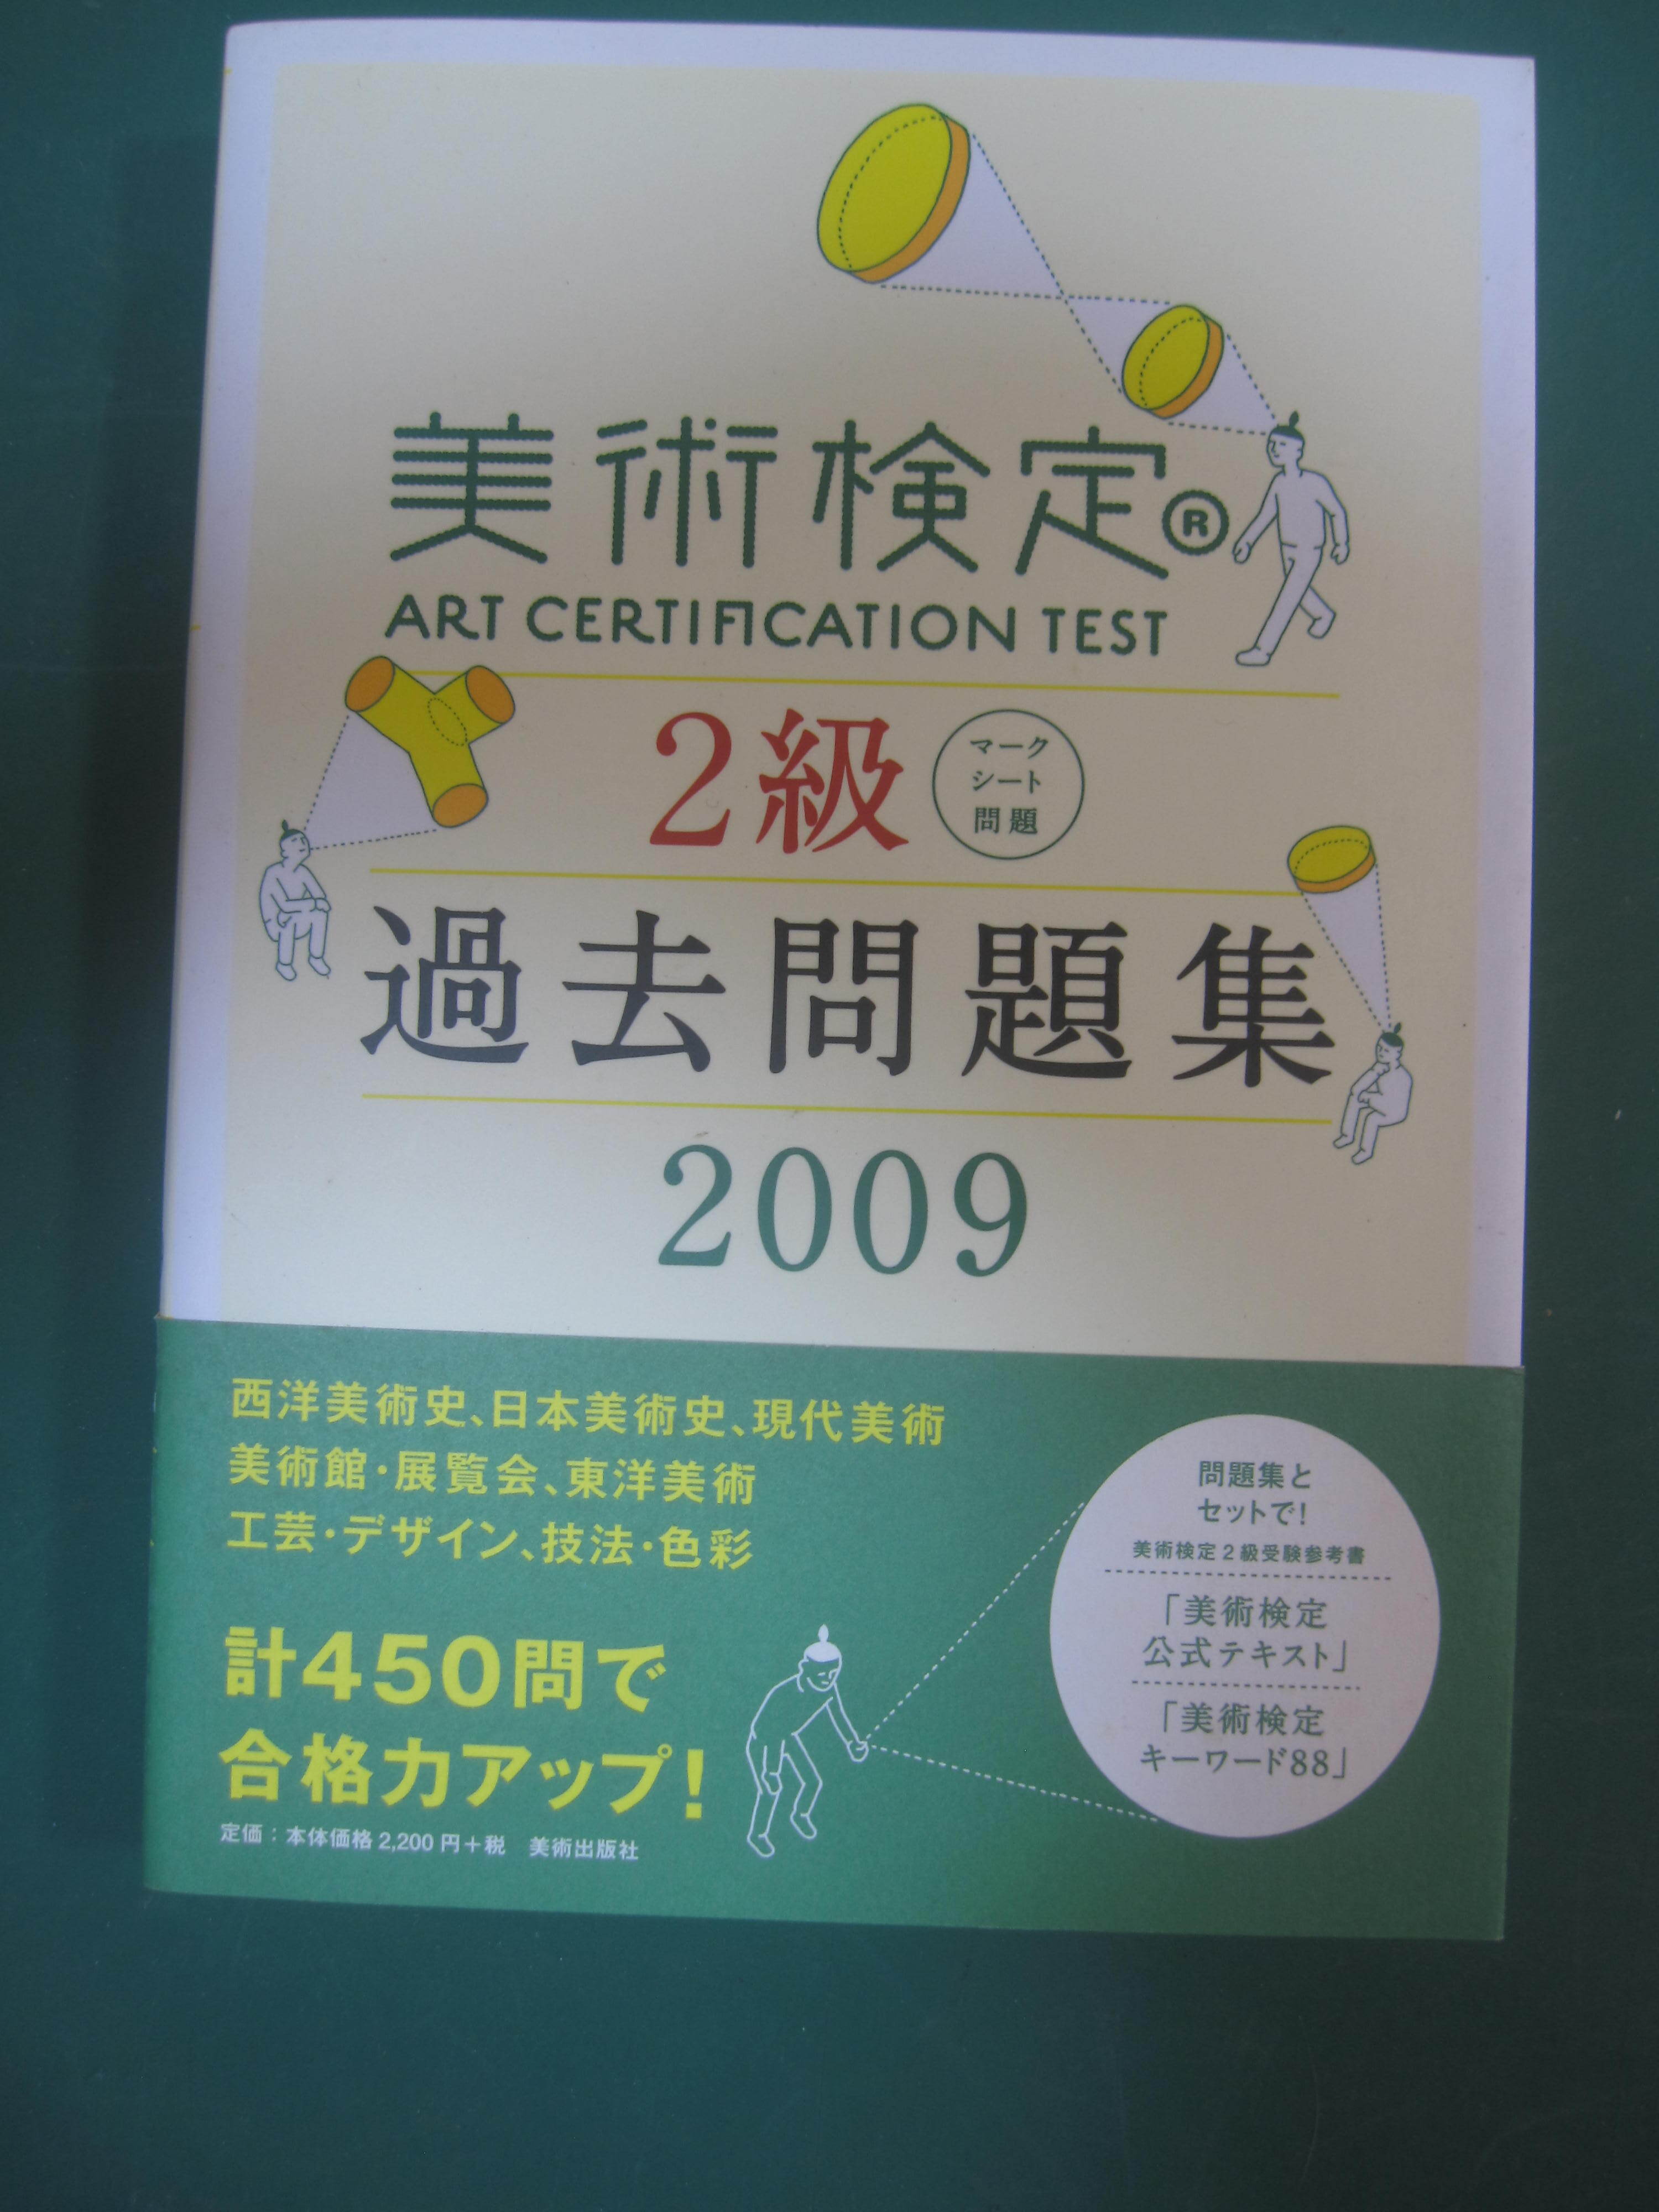 美術検定®
ART CERTIFICATION TEST
2級
マーク
シート
問題
過去問題集
2009
西洋美術史、日本美術史、現代美術
美術館・展覧会、東洋美術
工芸・デザイン、技法・色彩
計450問で
合格力アップ!
定価:本体価格2,200円+税 美術出版社
問題集と
セットで!
美術検定2級受験参考書
「美術検定
公式テキスト」
「美術検定
キーワード88」